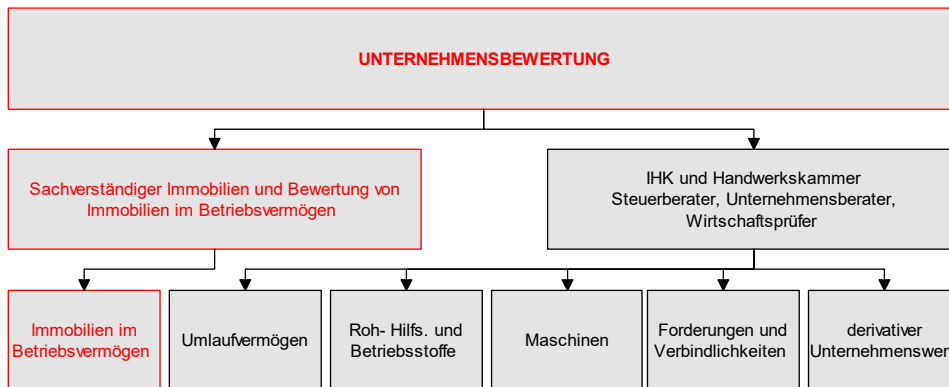 UNTERNEHMENSBEWERTUNG
Sachverständiger Immobilien und Bewertung von
Immobilien im Betriebsvermögen
IHK und Handwerkskammer
Steuerberater, Unternehmensberater,
Wirtschaftsprüfer
Immobilien im
Betriebsvermögen
Umlaufvermögen
Roh- Hilfs. und
Betriebsstoffe
Maschinen
Forderungen und
Verbindlichkeiten
derivativer
Unternehmenswer